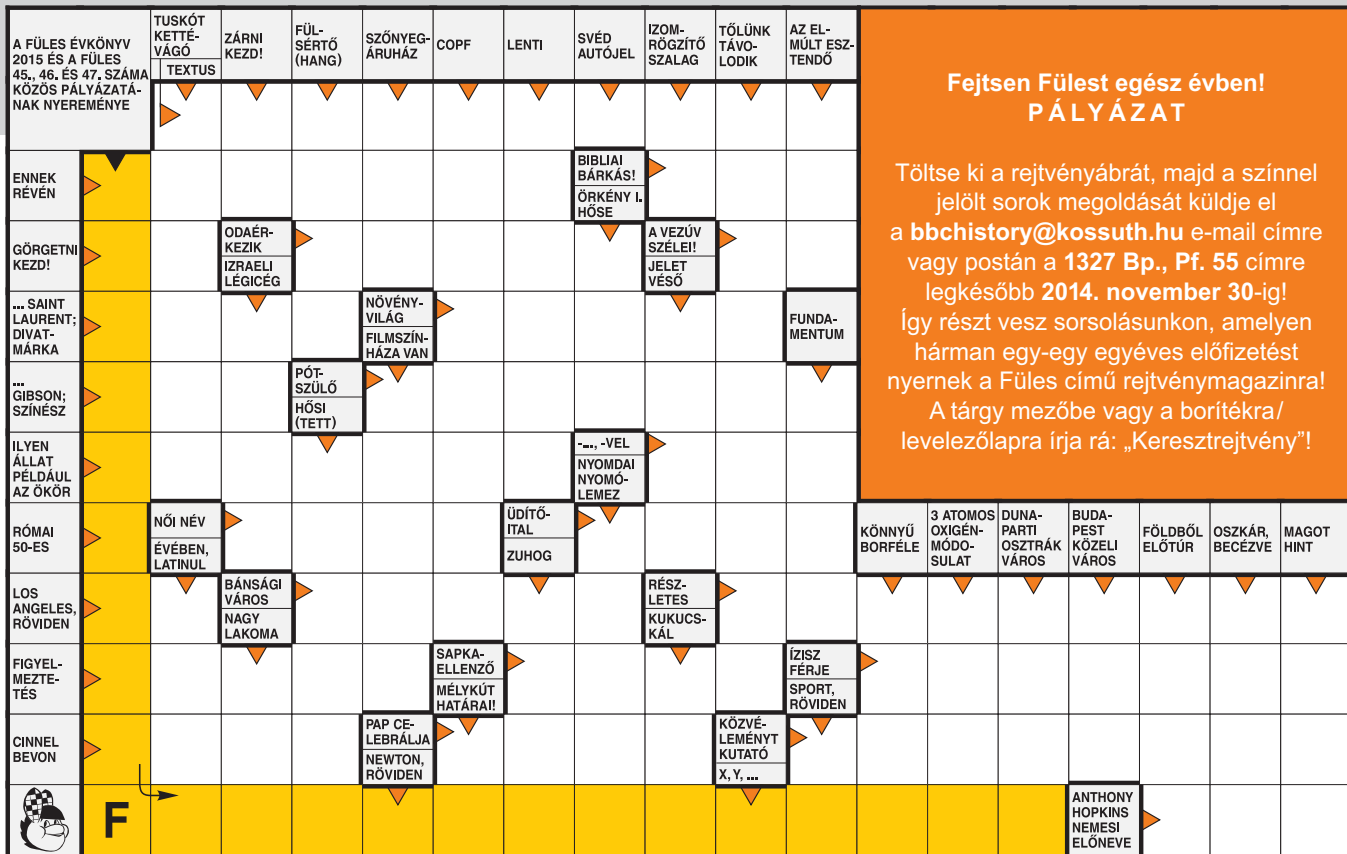 A FÜLES ÉVKÖNYV
2015 ÉS A FÜLES
45., 46. ÉS 47. SZÁMA
KÖZÖS PÁLYÁZATÁ-
NAK NYEREMÉNYE
TUSKÓT
KETTÉ-
VÁGÓ
TEXTUS
ZÁRNI
KEZD!
FÜL-
SÉRTŐ
(HANG)
SZŐNYEG-
ÁRUHÁZ
COPF
LENTI
SVÉD
AUTÓJEL
IZOM-
RÖGZÍTŐ
SZALAG
TŐLÜNK
TÁVO-
LODIK
AZ EL-
MÚLT ESZ-
TENDŐ
Fejtsen Fülest egész évben!
PÁLYÁZAT
Töltse ki a rejtvényábrát, majd a színnel
jelölt sorok megoldását küldje el
a bbchistory@kossuth.hu e-mail címre
vagy postán a 1327 Bp., Pf. 55 címre
legkésőbb 2014. november 30-ig!
Így részt vesz sorsolásunkon, amelyen
hárman egy-egy egyéves előfizetést
nyernek a Füles című rejtvénymagazinra!
A tárgy mezőbe vagy a borítékra/
levelezőlapra írja rá: „Keresztrejtvény”!
ENNEK
RÉVÉN
BIBLIAI
BÁRKÁS!
ÖRKÉNY I.
HŐSE
GÖRGETNI
KEZD!
ODAÉR-
KEZIK
IZRAELI
LÉGICÉG
A VEZÚV
SZÉLEI!
JELET
VÉSŐ
... SAINT
LAURENT;
DIVAT-
MÁRKA
NÖVÉNY-
VILÁG
FILMSZÍN-
HÁZA VAN
FUNDA-
MENTUM
...
GIBSON;
SZÍNÉSZ
PÓT-
SZÜLŐ
HŐSI
(TETT)
ILYEN
ÁLLAT
PÉLDÁUL
AZ ÖKÖR
-..., -VEL
NYOMDAI
NYOMÓ-
LEMEZ
RÓMAI
50-ES
NŐI NÉV
ÉVÉBEN,
LATINUL
ÜDÍTŐ-
ITAL
ZUHOG
KÖNNYŰ
BORFÉLE
3 ATOMOS
OXIGÉN-
MÓDO-
SULAT
DUNA-
PARTI
OSZTRÁK
VÁROS
BUDA-
PEST
KÖZELI
VÁROS
FÖLDBŐL
ELŐTÚR
OSZKÁR,
BECÉZVE
MAGOT
HINT
LOS
ANGELES,
RÖVIDEN
BÁNSÁGI
VÁROS
NAGY
LAKOMA
RÉSZ-
LETES
KUKUCS-
KÁL
FIGYEL-
MEZTE-
TÉS
SAPKA-
ELLENZŐ
MÉLYKÚT
HATÁRAI!
ÍZISZ
FÉRJE
SPORT,
RÖVIDEN
CINNEL
BEVON
PAP CE-
LEBRÁLJA
NEWTON,
RÖVIDEN
KÖZVÉ-
LEMÉNYT
KUTATÓ
X, Y, ...
F
ANTHONY
HOPKINS
NEMESI
ELŐNEVE